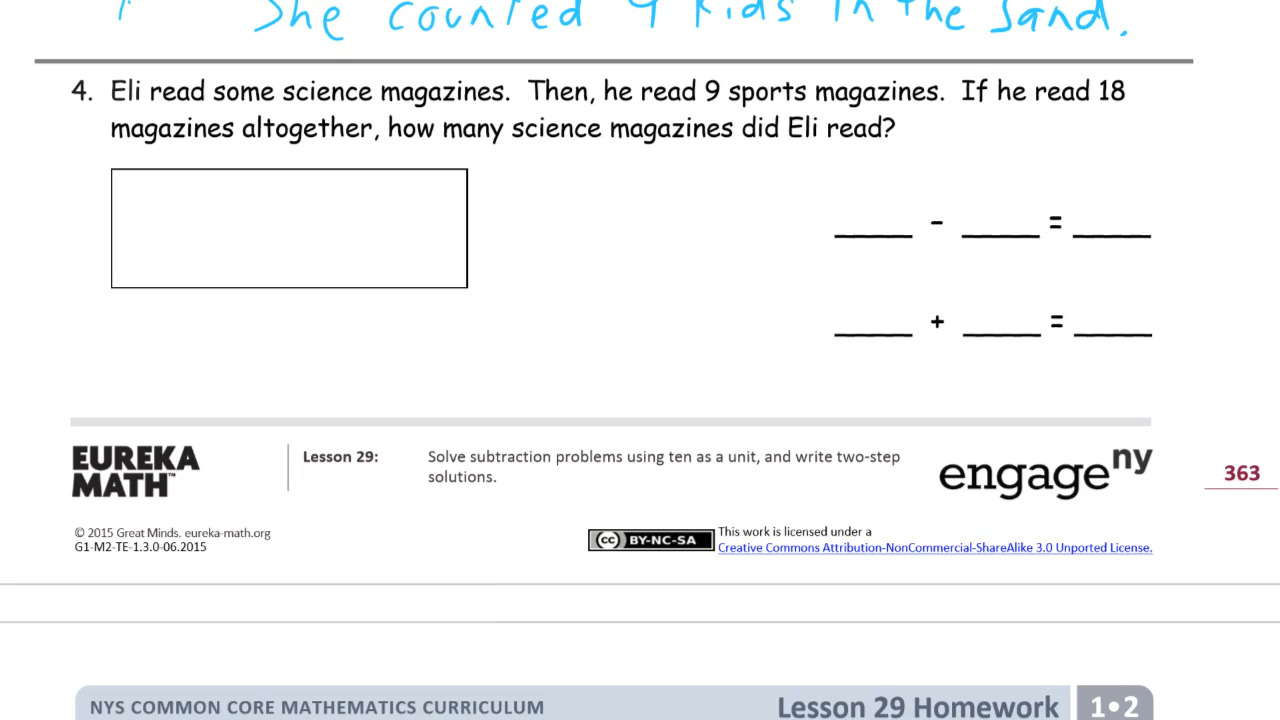 She counted 9 kids in the sand.
4. Eli read some science magazines. Then, he read 9 sports magazines. If he read 18
magazines altogether, how many science magazines did Eli read?
_____ - _____ = _____
_____ + _____ = _____
EUREKA
MATH™
Lesson 29:
Solve subtraction problems using ten as a unit, and write two-step
solutions.
engage ny
363
© 2015 Great Minds. eureka-math.org
G1-M2-TE-1.3.0-06.2015
cc BY-NC-SA
This work is licensed under a
Creative Commons Attribution-NonCommercial-ShareAlike 3.0 Unported License.
NYS COMMON CORE MATHEMATICS CURRICULUM
Lesson 29 Homework
1•2